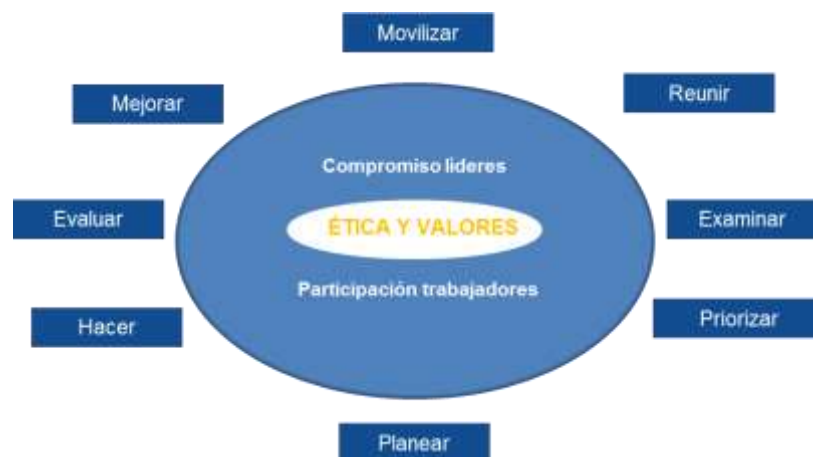 Movilizar
Reunir
Mejorar
Compromiso lideres
Evaluar
ÉTICA Y VALORES
Examinar
Participación trabajadores
Hacer
Priorizar
Planear